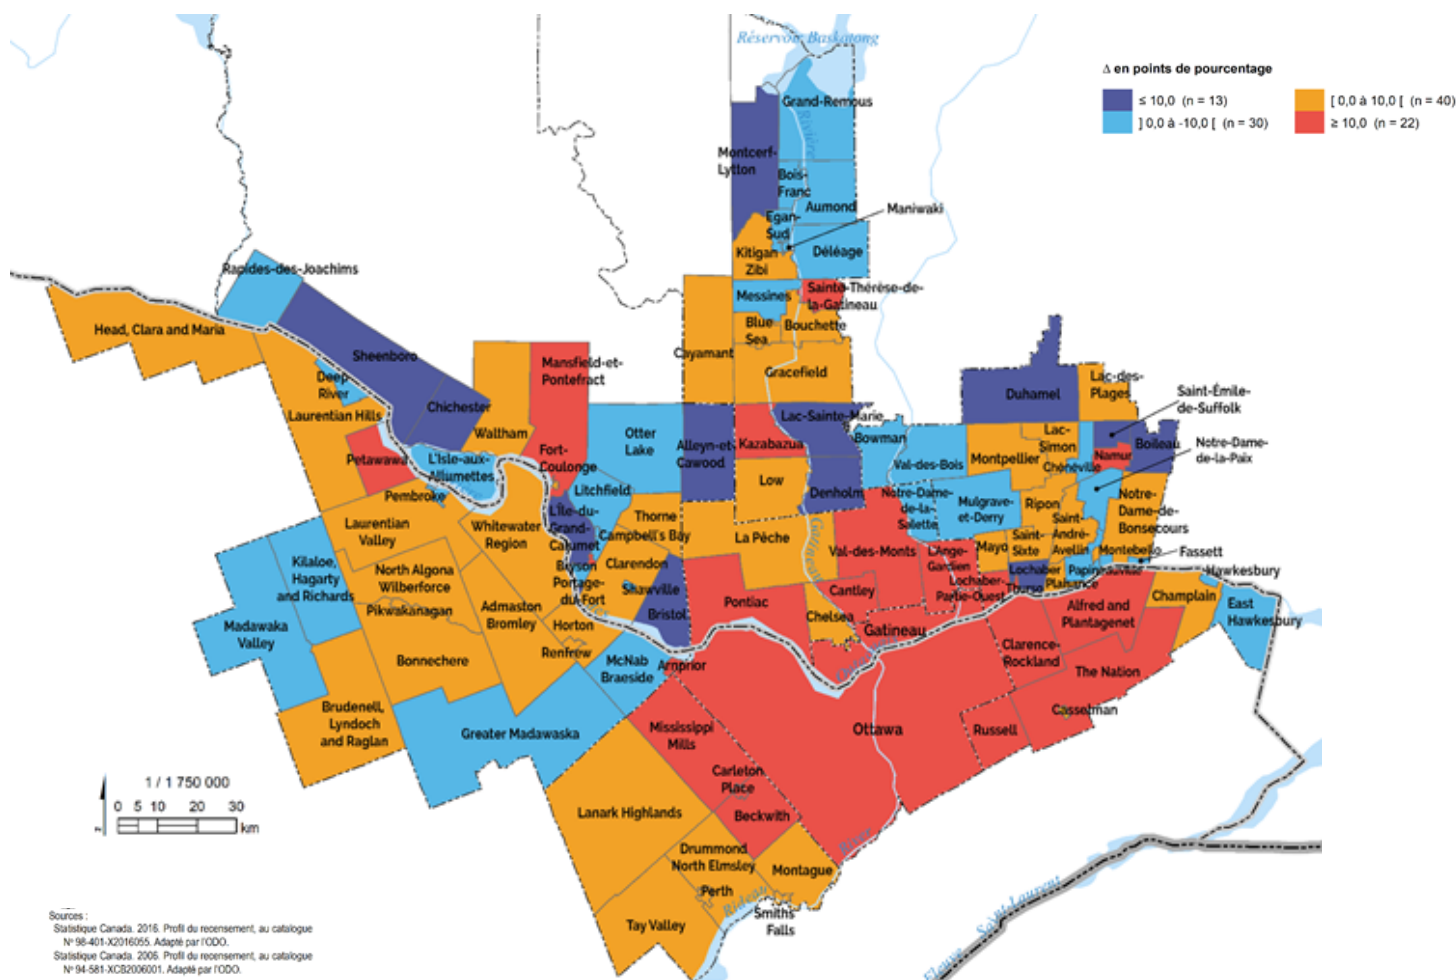 Réservoir Baskatong
Δ en points de pourcentage
≤ 10,0 (n = 13)
[ 0,0 à 10,0 [ (n = 40)
] 0,0 à -10,0 [ (n = 30)
≥ 10,0 (n = 22)
Grand-Remous
Rivière
Montcerf-
Lytton
Bois-
Franc
Aumond
Maniwaki
Egan-
Sud
Déléage
Kitigan
Zibi
Rapides-des-Joachims
Messines
Sainte-Thérèse-de-
la-Gatineau
Blue
Sea
Bouchette
Head, Clara and Maria
Sheenboro
Cayamant
Mansfield-et-
Pontefract
Gracefield
Deep
River
Laurentian Hills
Chichester
Waltham
Duhamel
Lac-des-
Plages
Saint-Émile-
de-Suffolk
Lac-Sainte-Marie
Otter
Lake
Alleyn-et
Cawood
Kazabazua
Bowman
Lac-
Simon
Boileau
Notre-Dame-
de-la-Paix
Petawawa
L'Isle-aux-
Allumettes
Fort-
Coulonge
Val-des-Bois
Montpellier
Chénéville
Namur
Pembroke
Litchfield
Low
Denholm
Notre-Dame-
de-la-
Salette
Mulgrave-
et-Derry
Ripon
Notre-
Dame-de-
Bonsecours
Laurentian
Valley
Whitewater
Region
L'Île-du-
Grand-
Calumet
Thorne
Campbell's Bay
La Pêche
Gatineau
Val-des-Monts
L'Ange-
Gardien
Mayo
Saint-
Sixte
Saint-
André-
Avellin
Montebello
Fassett
Kilaloe,
Hagarty
and Richards
North Algona
Wilberforce
Bryson
Clarendon
Portage-
du-Fort
Shawville
Lochaber
Papineauville
Plaisance
Thurso
Lochaber-
Partie-Ouest
Hawkesbury
Pikwakanagan
Admaston
Bromley
Horton
Bristol
Pontiac
Cantley
Chelsea
Gatineau
Alfred and
Plantagenet
Champlain
East
Hawkesbury
Madawaka
Valley
Bonnechere
Renfrew
McNab
Braeside
Arnprior
Clarence-
Rockland
The Nation
Brudenell,
Lyndoch
and Raglan
Greater Madawaska
Mississippi
Mills
Ottawa
Russell
Casselman
Carleton
Place
Beckwith
Lanark Highlands
Drummond
North Elmsley
Perth
Montague
River
Rideau
Smiths
Falls
Tay Valley
Fleuve Saint-Laurent
1 / 1 750 000
0 5 10 20 30
km
Sources :
Statistique Canada. 2016. Profil du recensement, au catalogue
Nº 98-401-X2016055. Adapté par l'ODO.
Statistique Canada. 2006. Profil du recensement, au catalogue
Nº 94-581-XCB2006001. Adapté par l'ODO.